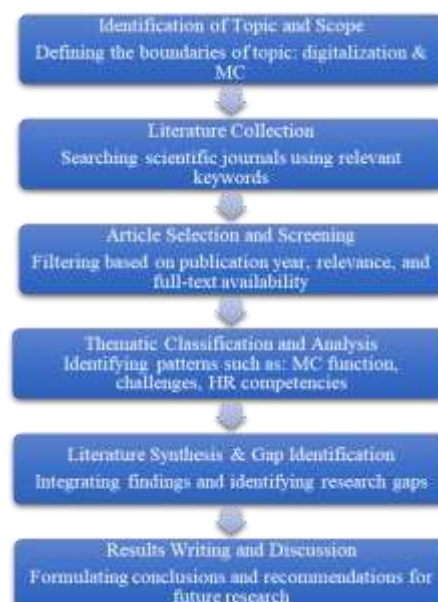 Identification of Topic and Scope
Defining the boundaries of topic: digitalization &
MC
Literature Collection
Searching scientific journals using relevant
keywords
Article Selection and Screening
Filtering based on publication year, relevance, and
full-text availability
Thematic Classification and Analysis
Identifying patterns such as: MC function,
challenges, HR competencies
Literature Synthesis & Gap Identification
Integrating findings and identifying research gaps
Results Writing and Discussion
Formulating conclusions and recommendations for
future research